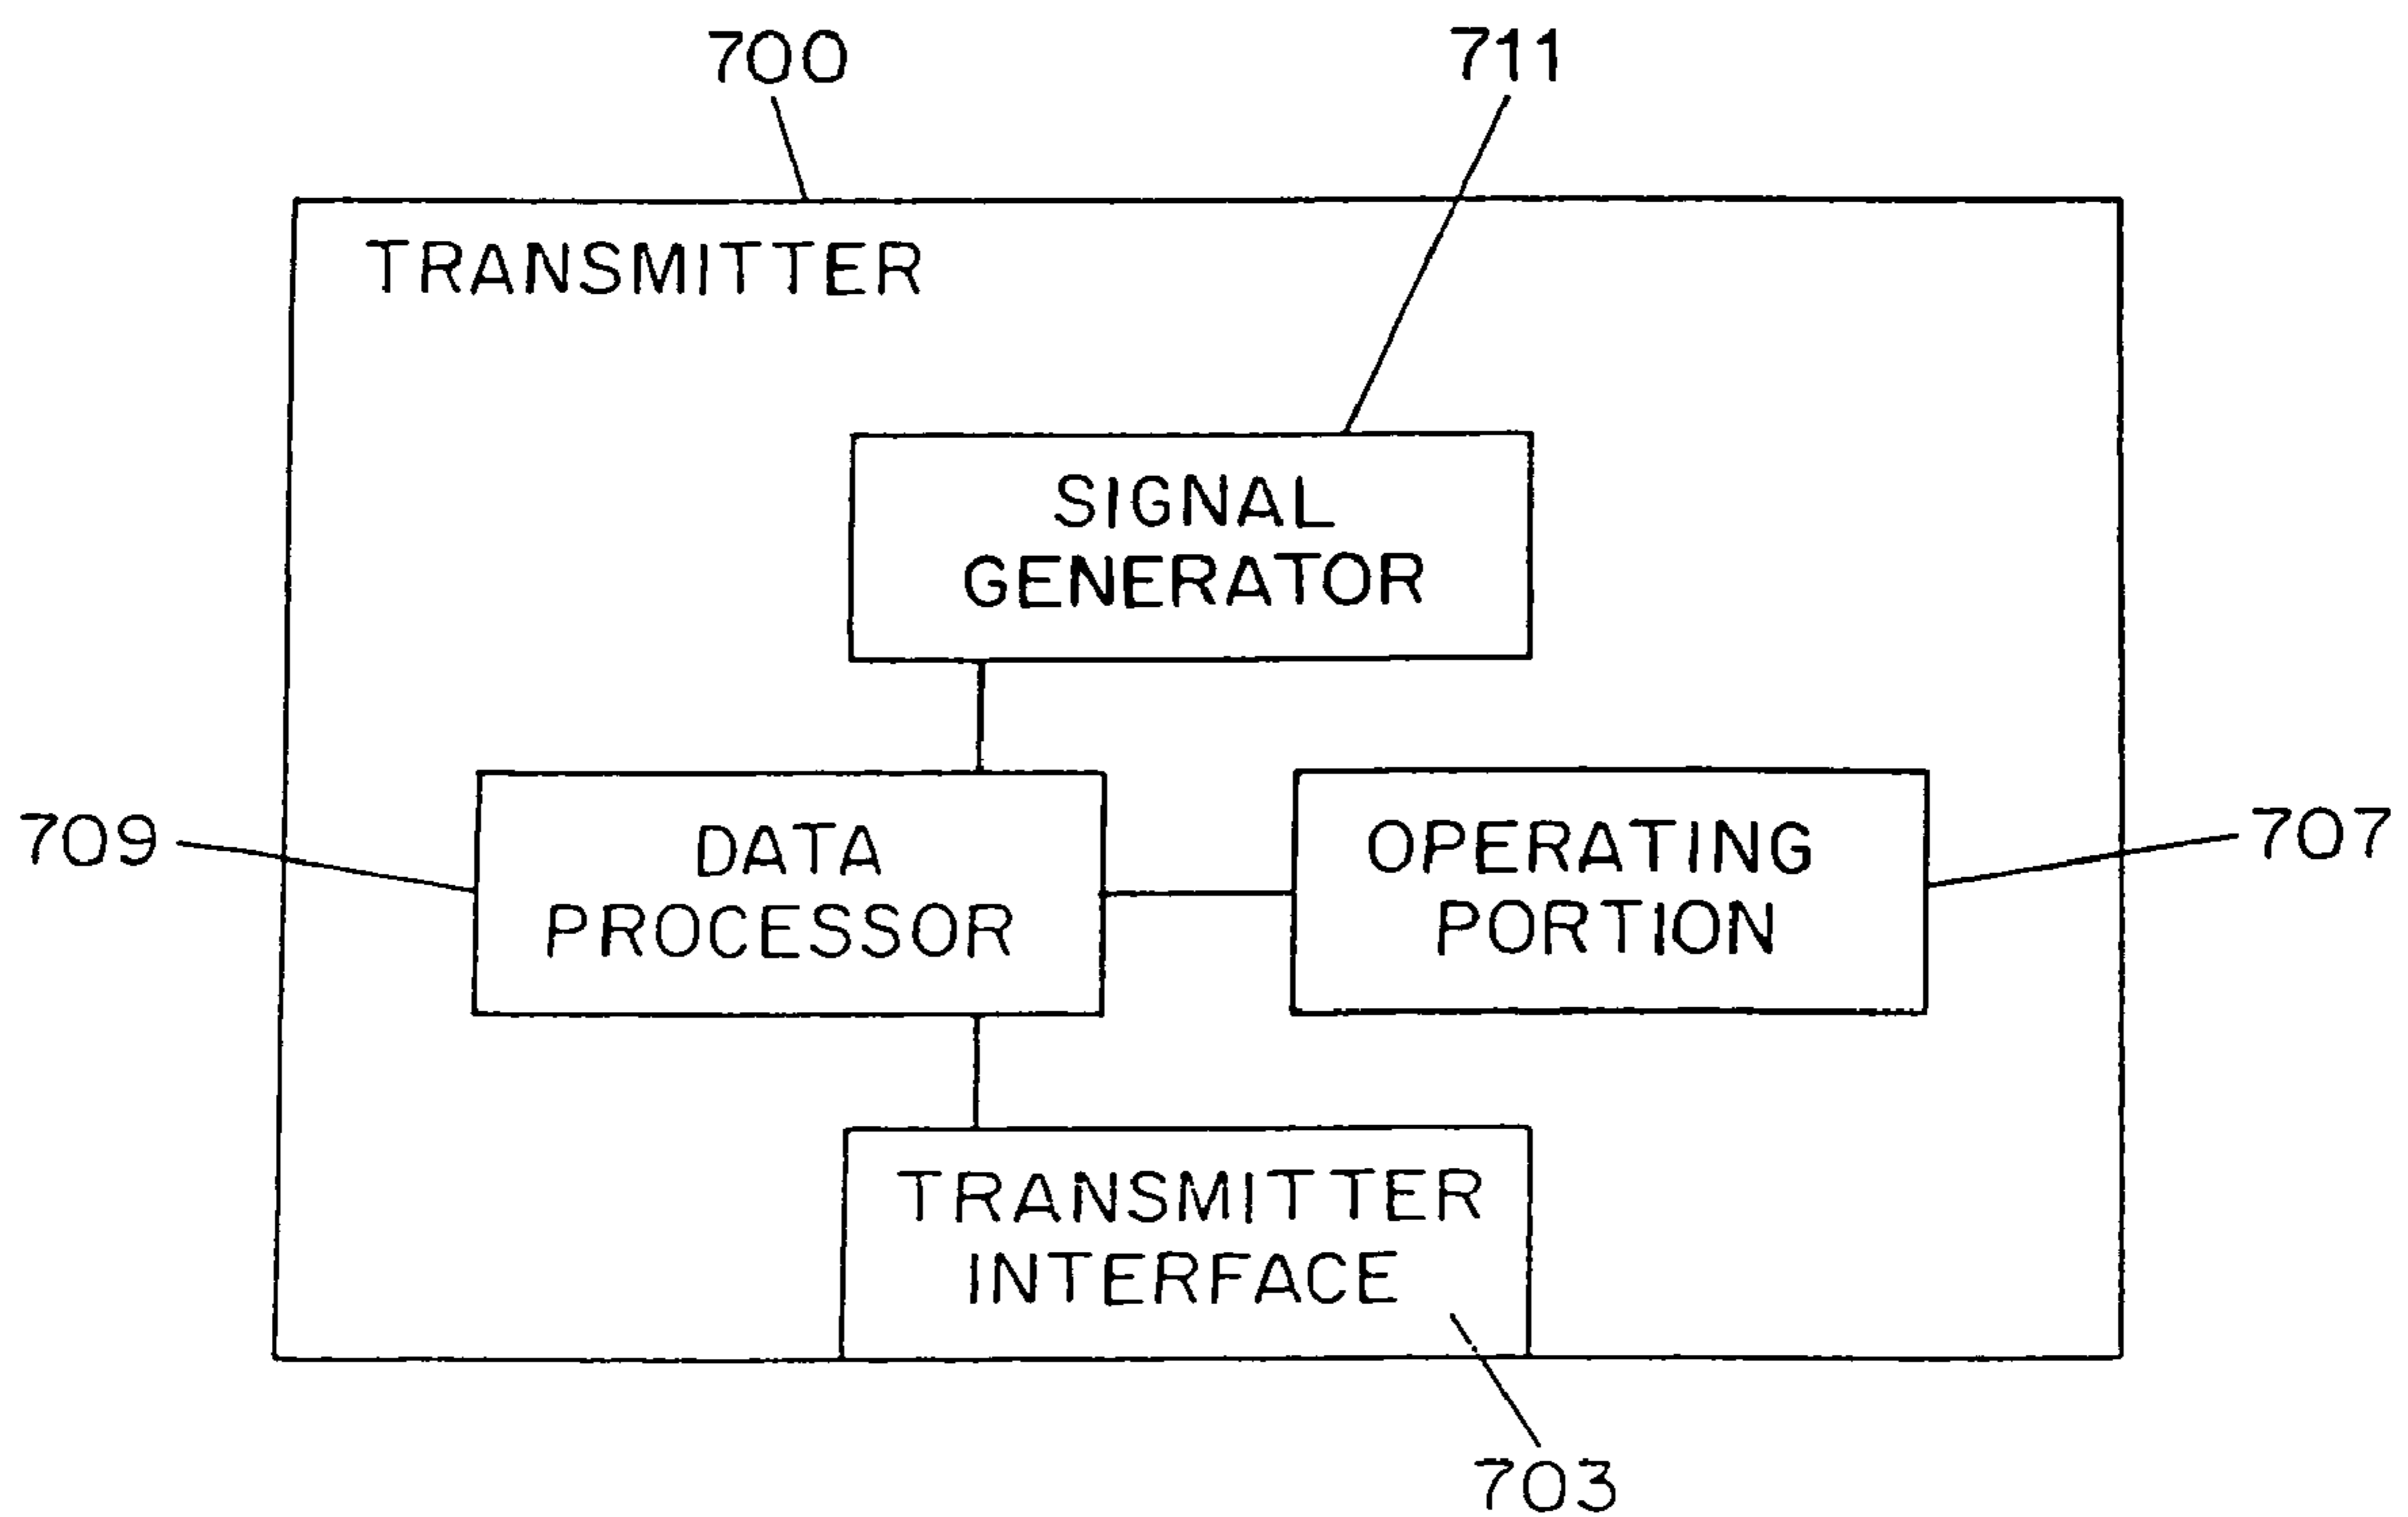 700
711
TRANSMITTER
SIGNAL
GENERATOR
709
DATA
PROCESSOR
OPERATING
PORTION
707
TRANSMITTER
INTERFACE
703